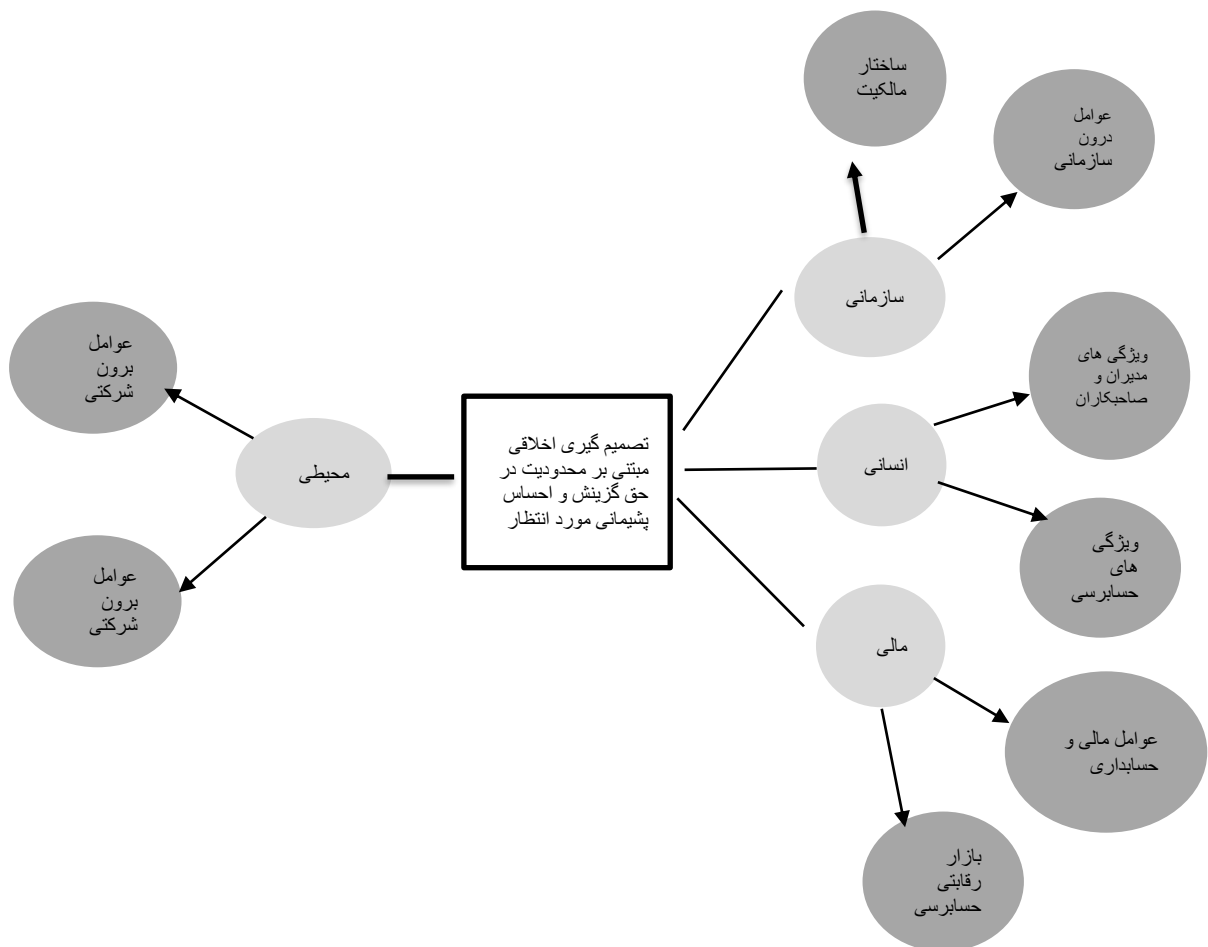 ساختار
مالکیت
عوامل
درون
سازمانی
سازمانی
عوامل
برون
شرکتی
ویژگی های
مدیران و
صاحبکاران
تصمیم گیری اخلاقی
مبتنی بر محدودیت در
حق گزینش و احساس
پشیمانی مورد انتظار
محیطی
انسانی
ویژگی
های
حسابرسی
عوامل
برون
شرکتی
مالی
عوامل مالی و
حسابداری
بازار
رقابتی
حسابرسی